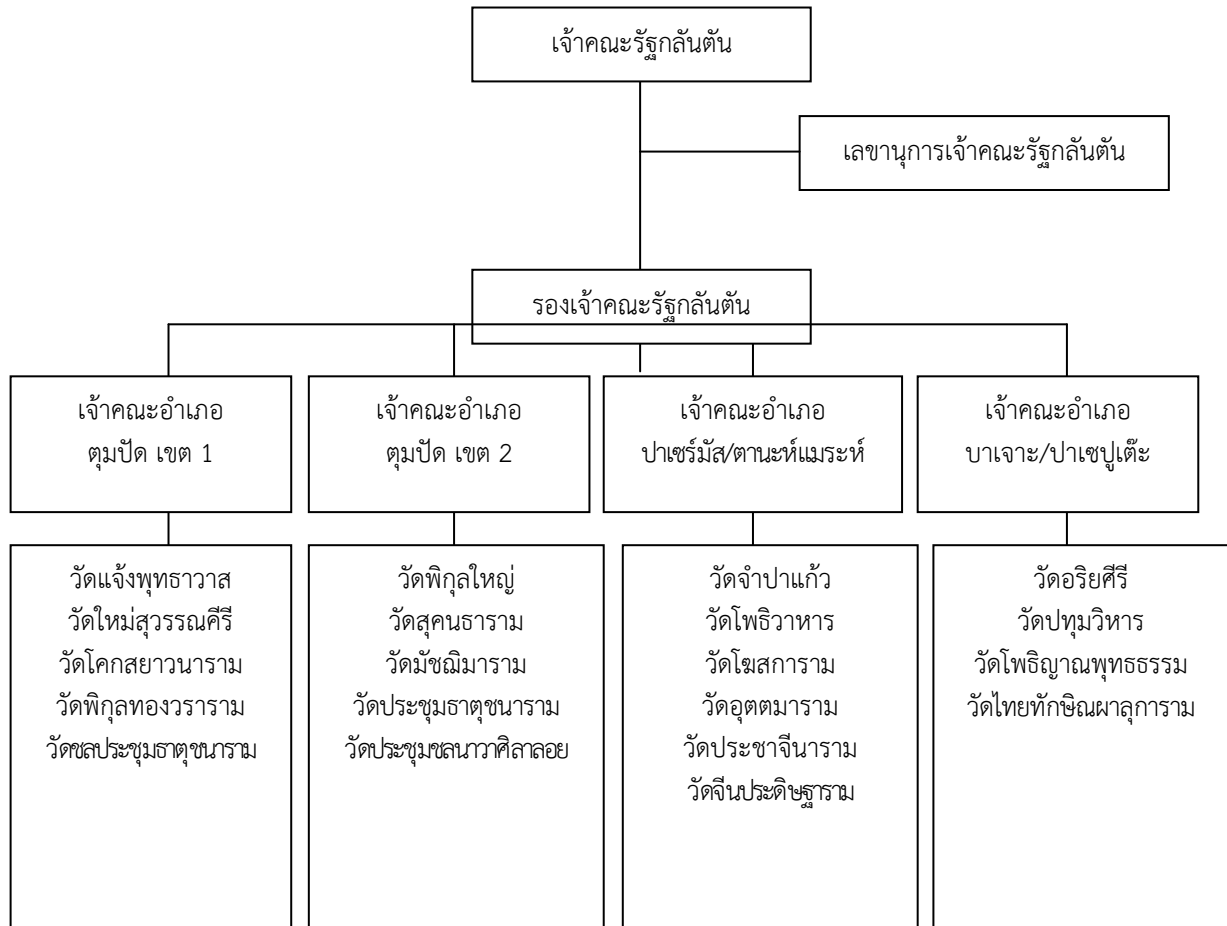 เจ้าคณะรัฐกลันตัน
เลขานุการเจ้าคณะรัฐกลันตัน
รองเจ้าคณะรัฐกลันตัน
เจ้าคณะอำเภอ
ตุมปัด เขต 1
เจ้าคณะอำเภอ
ตุมปัด เขต 2
เจ้าคณะอำเภอ
ปาเซร์มัส/ตานะห์แมระห์
เจ้าคณะอำเภอ
บาเจาะ/ปาเซปูเต๊ะ
วัดแจ้งพุทธาวาส
วัดใหม่สุวรรณคีรี
วัดโคกสยาวนาราม
วัดพิกุลทองวราราม
วัดชลประชุมธาตุชนาราม
วัดพิกุลใหญ่
วัดสุคนธาราม
วัดมัชฌิมาราม
วัดประชุมธาตุชนาราม
วัดประชุมชลนาวาศิลาลอย
วัดจำปาแก้ว
วัดโพธิวาหาร
วัดโฆสการาม
วัดอุตตมาราม
วัดประชาจีนาราม
วัดจีนประดิษฐาราม
วัดอริยศีรี
วัดปทุมวิหาร
วัดโพธิญาณพุทธธรรม
วัดไทยทักษิณผาลุการาม